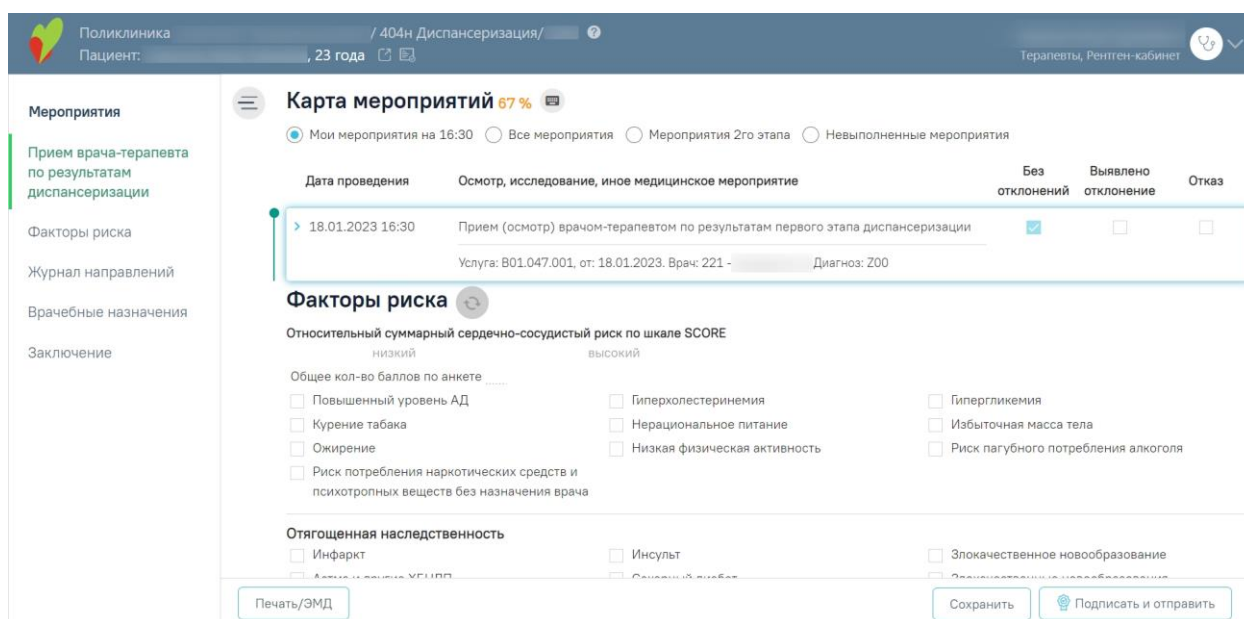 Поликлиника / 404н Диспансеризация/
Пациент: , 23 года
Терапевты, Рентген-кабинет
Мероприятия
Прием врача-терапевта
по результатам
диспансеризации
Факторы риска
Журнал направлений
Врачебные назначения
Заключение
Карта мероприятий 67 %
Мои мероприятия на 16:30 Все мероприятия Мероприятия 2го этапа Невыполненные мероприятия
Дата проведения Осмотр, исследование, иное медицинское мероприятие Без отклонений Выявлено отклонение Отказ
18.01.2023 16:30 Прием (осмотр) врачом-терапевтом по результатам первого этапа диспансеризации
Услуга: B01.047.001, от: 18.01.2023. Врач: 221 - Диагноз: Z00
Факторы риска
Относительный суммарный сердечно-сосудистый риск по шкале SCORE
низкий высокий
Общее кол-во баллов по анкете
Повышенный уровень АД Гиперхолестеринемия Гипергликемия
Курение табака Нерациональное питание Избыточная масса тела
Ожирение Низкая физическая активность Риск пагубного потребления алкоголя
Риск потребления наркотических средств и
психотропных веществ без назначения врача
Отягощенная наследственность
Инфаркт Инсульт Злокачественное новообразование
Печать/ЭМД Сохранить Подписать и отправить